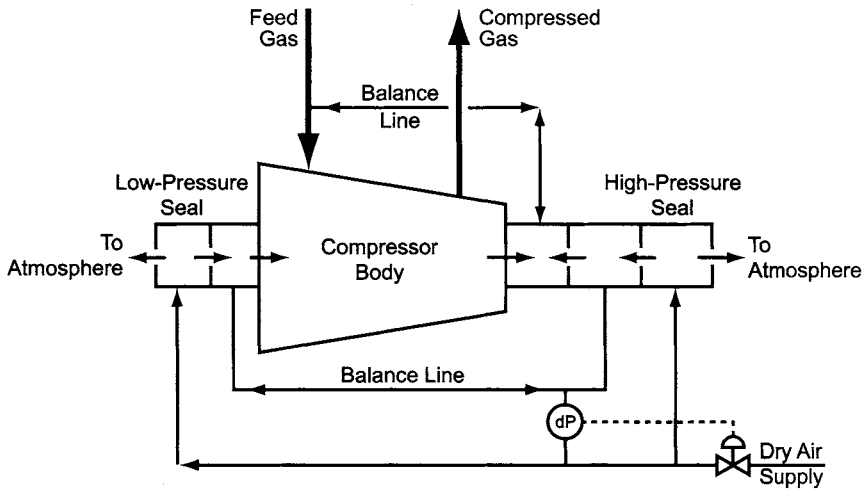 Feed
Gas
Compressed
Gas
Balance
Line
Low-Pressure
Seal
High-Pressure
Seal
To
Atmosphere
Compressor
Body
To
Atmosphere
Balance Line
dP
Dry Air
Supply